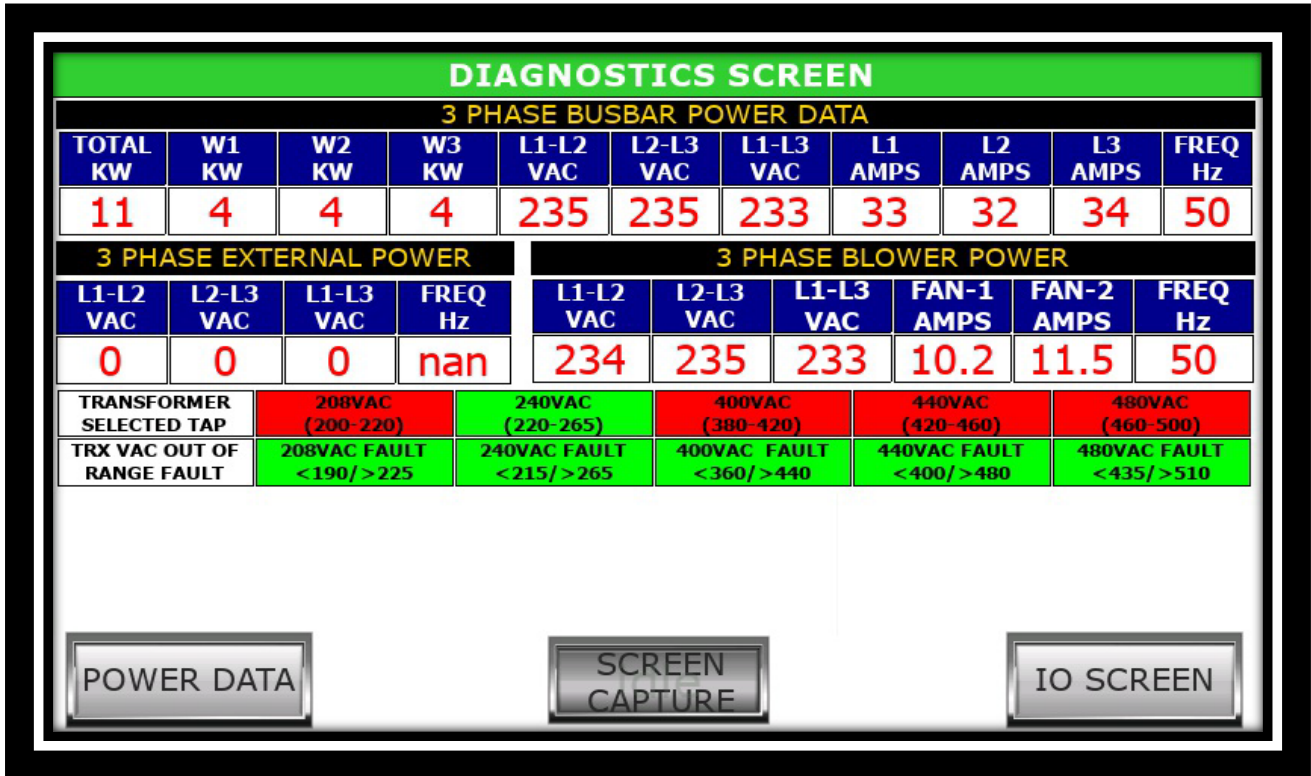 DIAGNOSTICS SCREEN
3 PHASE BUSBAR POWER DATA
TOTAL KW W1 KW W2 KW W3 KW L1-L2 VAC L2-L3 VAC L1-L3 VAC L1 AMPS L2 AMPS L3 AMPS FREQ Hz
11 4 4 4 235 235 233 33 32 34 50
3 PHASE EXTERNAL POWER
L1-L2 VAC L2-L3 VAC L1-L3 VAC FREQ Hz
0 0 0 nan
3 PHASE BLOWER POWER
L1-L2 VAC L2-L3 VAC L1-L3 VAC FAN-1 AMPS FAN-2 AMPS FREQ Hz
234 235 233 10.2 11.5 50
TRANSFORMER SELECTED TAP 208VAC (200-220) 240VAC (220-265) 400VAC (380-420) 440VAC (420-460) 480VAC (460-500)
TRX VAC OUT OF RANGE FAULT 208VAC FAULT <190/>225 240VAC FAULT <215/>265 400VAC FAULT <360/>440 440VAC FAULT <400/>480 480VAC FAULT <435/>510
POWER DATA
SCREEN
Idle
CAPTURE
IO SCREEN